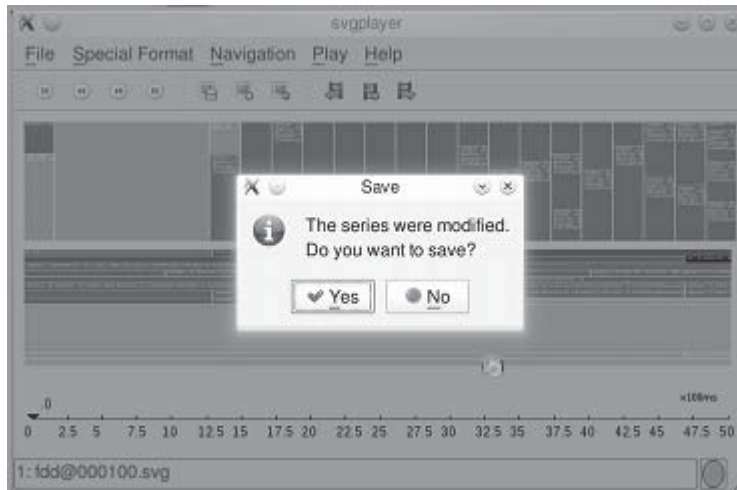 svgplayer
File Special Format Navigation Play Help
Save
The series were modified.
Do you want to save?
Yes No
.0
×100ms
0 2.5 5 7.5 10 12.5 15 17.5 20 22.5 25 27.5 30 32.5 35 37.5 40 42.5 45 47.5 50
1: fdd@000100.svg